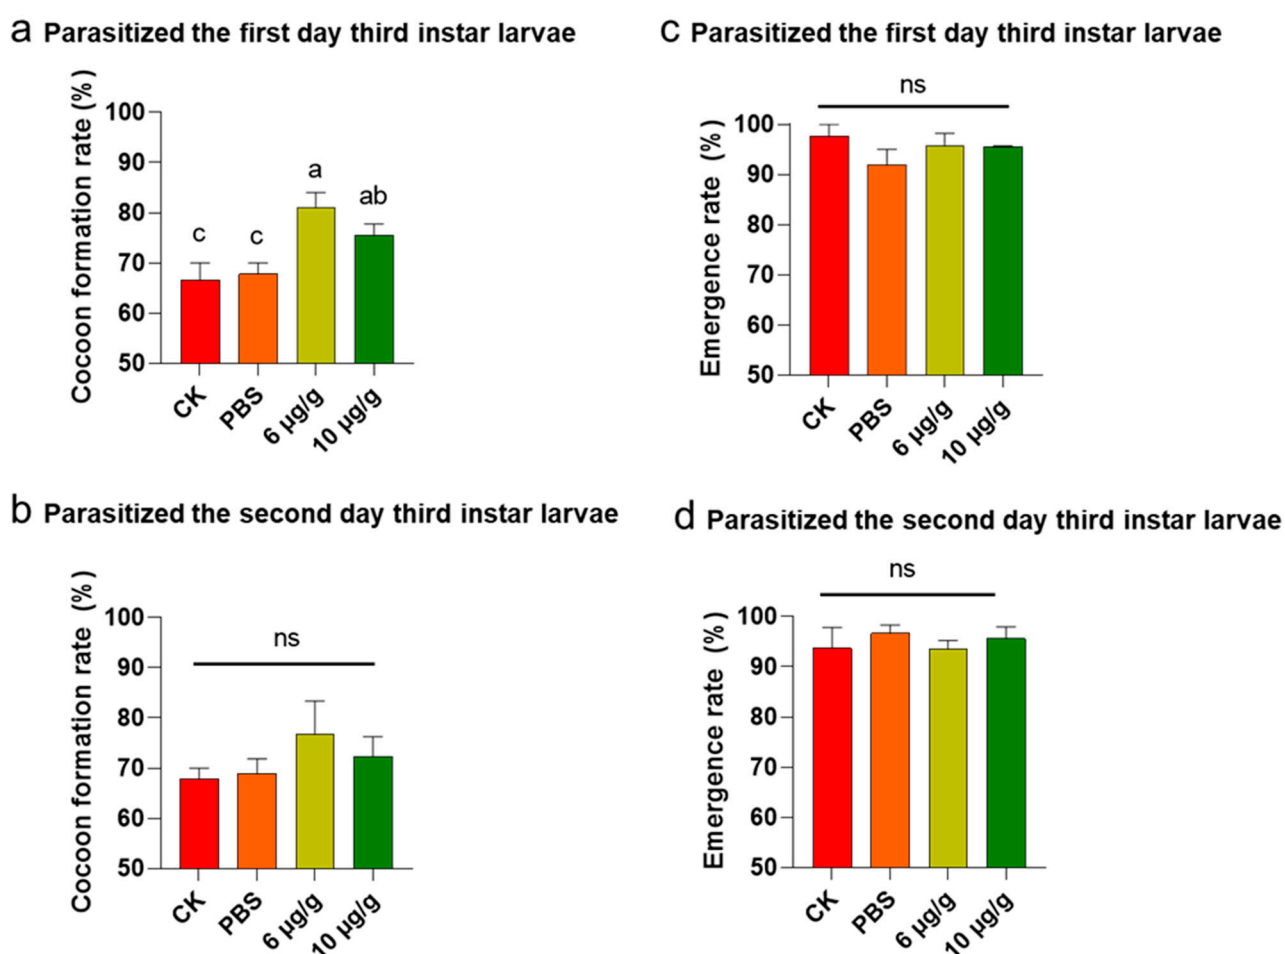 a Parasitized the first day third instar larvae
Cocoon formation rate (%)
100
90
80
70
60
50
c
c
a
ab
CK
PBS
6 µg/g
10 µg/g
c Parasitized the first day third instar larvae
Emergence rate (%)
100
90
80
70
60
50
ns
CK
PBS
6 µg/g
10 µg/g
b Parasitized the second day third instar larvae
Cocoon formation rate (%)
100
90
80
70
60
50
ns
CK
PBS
6 µg/g
10 µg/g
d Parasitized the second day third instar larvae
Emergence rate (%)
100
90
80
70
60
50
ns
CK
PBS
6 µg/g
10 µg/g